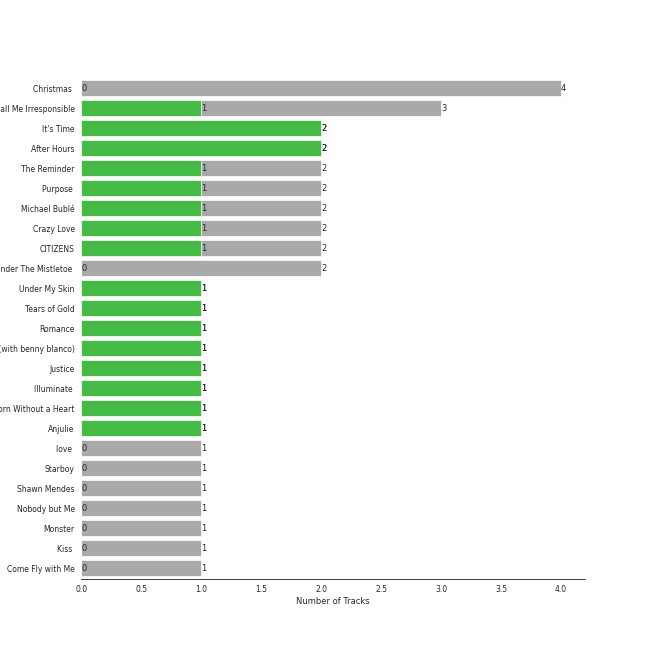 Christmas 0 4
all Me Irresponsible 1 3
It's Time 2
After Hours 2
The Reminder 1 2
Purpose 1 2
Michael Bublé 1 2
Crazy Love 1 2
CITIZENS 1 2
nder The Mistletoe 0 2
Under My Skin 1
Tears of Gold 1
Romance 1
(with benny blanco) 1
Justice 1
Illuminate 1
orn Without a Heart 1
Anjulie 1
love 0 1
Starboy 0 1
Shawn Mendes 0 1
Nobody but Me 0 1
Monster 0 1
Kiss 0 1
Come Fly with Me 0 1
0.0 0.5 1.0 1.5 2.0 2.5 3.0 3.5 4.0
Number of Tracks